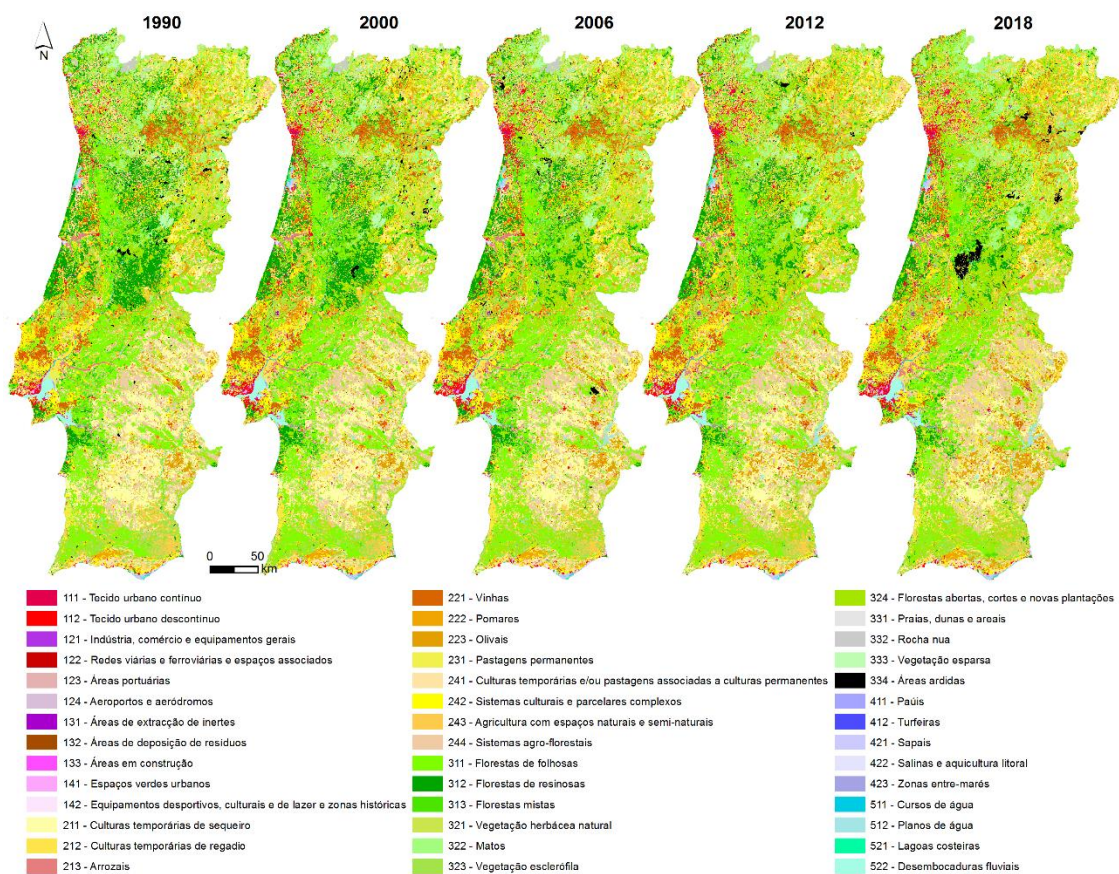 1990
2000
2006
2012
2018
N
0 50
km
111 - Tecido urbano contínuo
112 - Tecido urbano descontínuo
121 - Indústria, comércio e equipamentos gerais
122 - Redes viárias e ferroviárias e espaços associados
123 - Áreas portuárias
124 - Aeroportos e aeródromos
131 - Áreas de extracção de inertes
132 - Áreas de deposição de resíduos
133 - Áreas em construção
141 - Espaços verdes urbanos
142 - Equipamentos desportivos, culturais e de lazer e zonas históricas
211 - Culturas temporárias de sequeiro
212 - Culturas temporárias de regadio
213 - Arrozais
221 - Vinhas
222 - Pomares
223 - Olivais
231 - Pastagens permanentes
241 - Culturas temporárias e/ou pastagens associadas a culturas permanentes
242 - Sistemas culturais e parcelares complexos
243 - Agricultura com espaços naturais e semi-naturais
244 - Sistemas agro-florestais
311 - Florestas de folhosas
312 - Florestas de resinosas
313 - Florestas mistas
321 - Vegetação herbácea natural
322 - Matos
323 - Vegetação esclerófila
324 - Florestas abertas, cortes e novas plantações
331 - Praias, dunas e areais
332 - Rocha nua
333 - Vegetação esparsa
334 - Áreas ardidas
411 - Paúis
412 - Turfeiras
421 - Sapais
422 - Salinas e aquicultura litoral
423 - Zonas entre-marés
511 - Cursos de água
512 - Planos de água
521 - Lagoas costeiras
522 - Desembocaduras fluviais